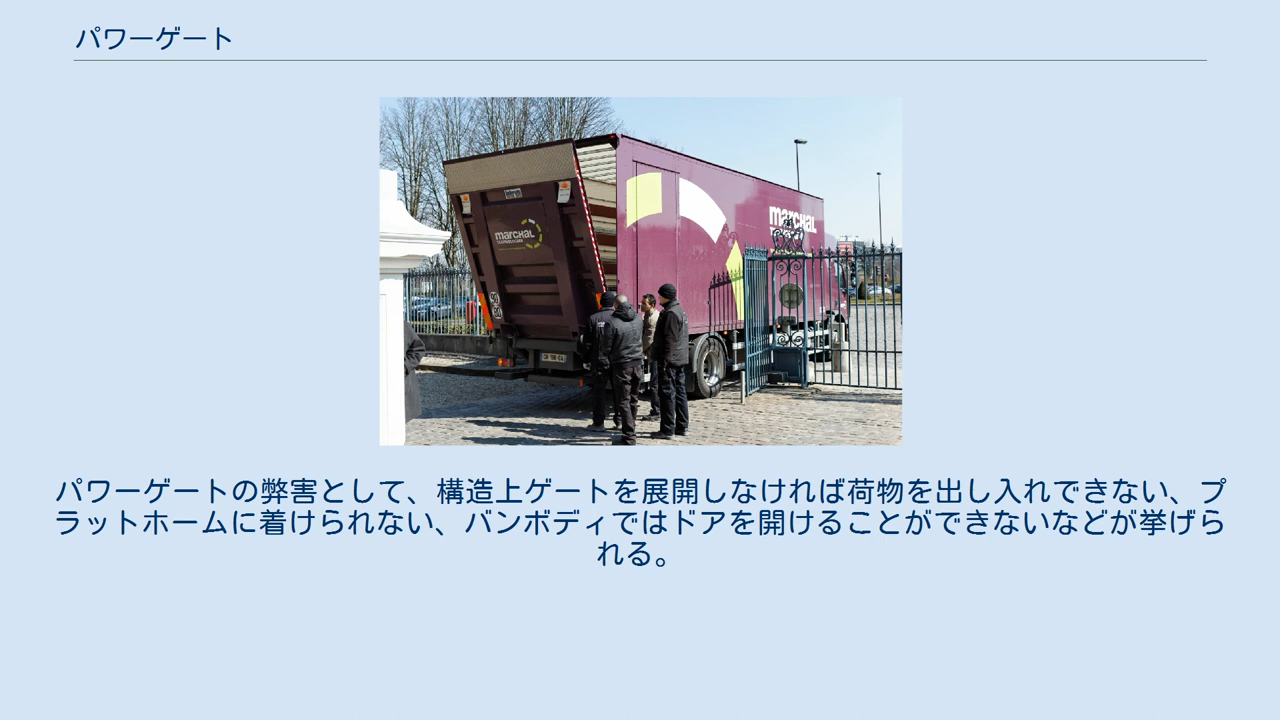 パワーゲート
marchal
marchal
90
80
パワーゲートの弊害として、構造上ゲートを展開しなければ荷物を出し入れできない、プ
ラットホームに着けられない、バンボディではドアを開けることができないなどが挙げら
れる。